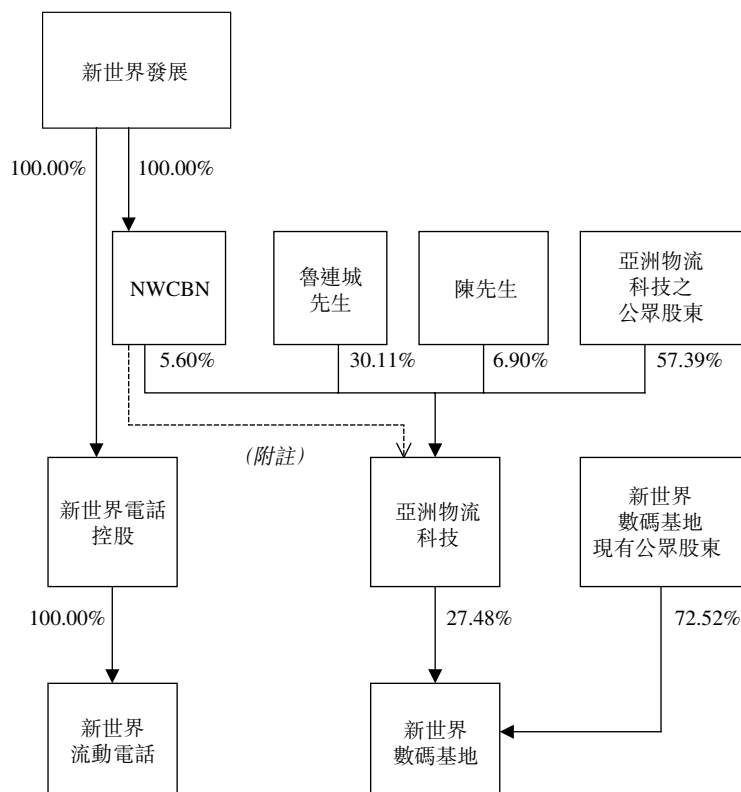 新世界發展
100.00%
100.00%
NWCBN
魯連城
先生
陳先生
亞洲物流
科技之
公眾股東
5.60%
30.11%
6.90%
57.39%
(附註)
新世界電話
控股
亞洲物流
科技
新世界
數碼基地
現有公眾股東
100.00%
27.48%
72.52%
新世界
流動電話
新世界
數碼基地